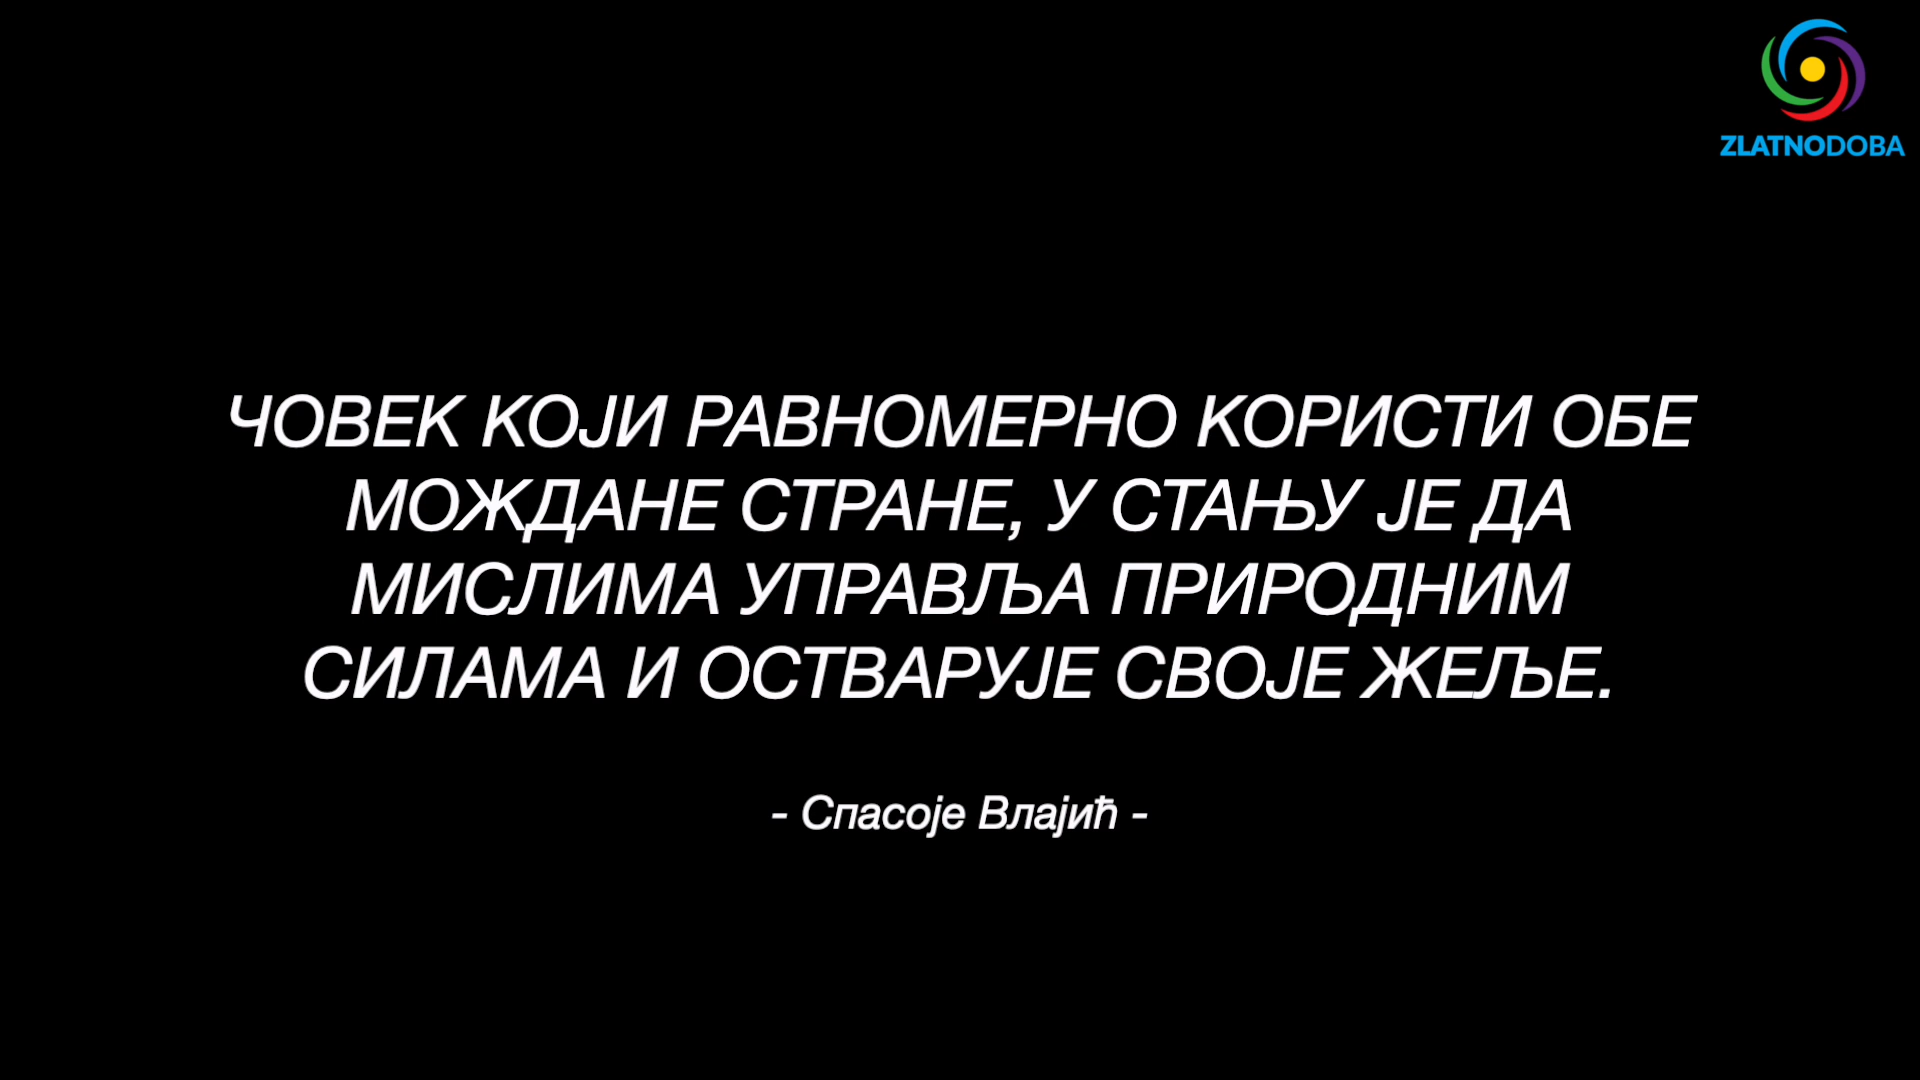 ZLATNODOBA
ЧОВЕК КОЈИ РАВНОМЕРНО КОРИСТИ ОБЕ
МОЖДАНЕ СТРАНЕ, У СТАЊУ ЈЕ ДА
МИСЛИМА УПРАВЉА ПРИРОДНИМ
СИЛАМА И ОСТВАРУЈЕ СВОЈЕ ЖЕЉЕ.
- Спасоје Влајић -